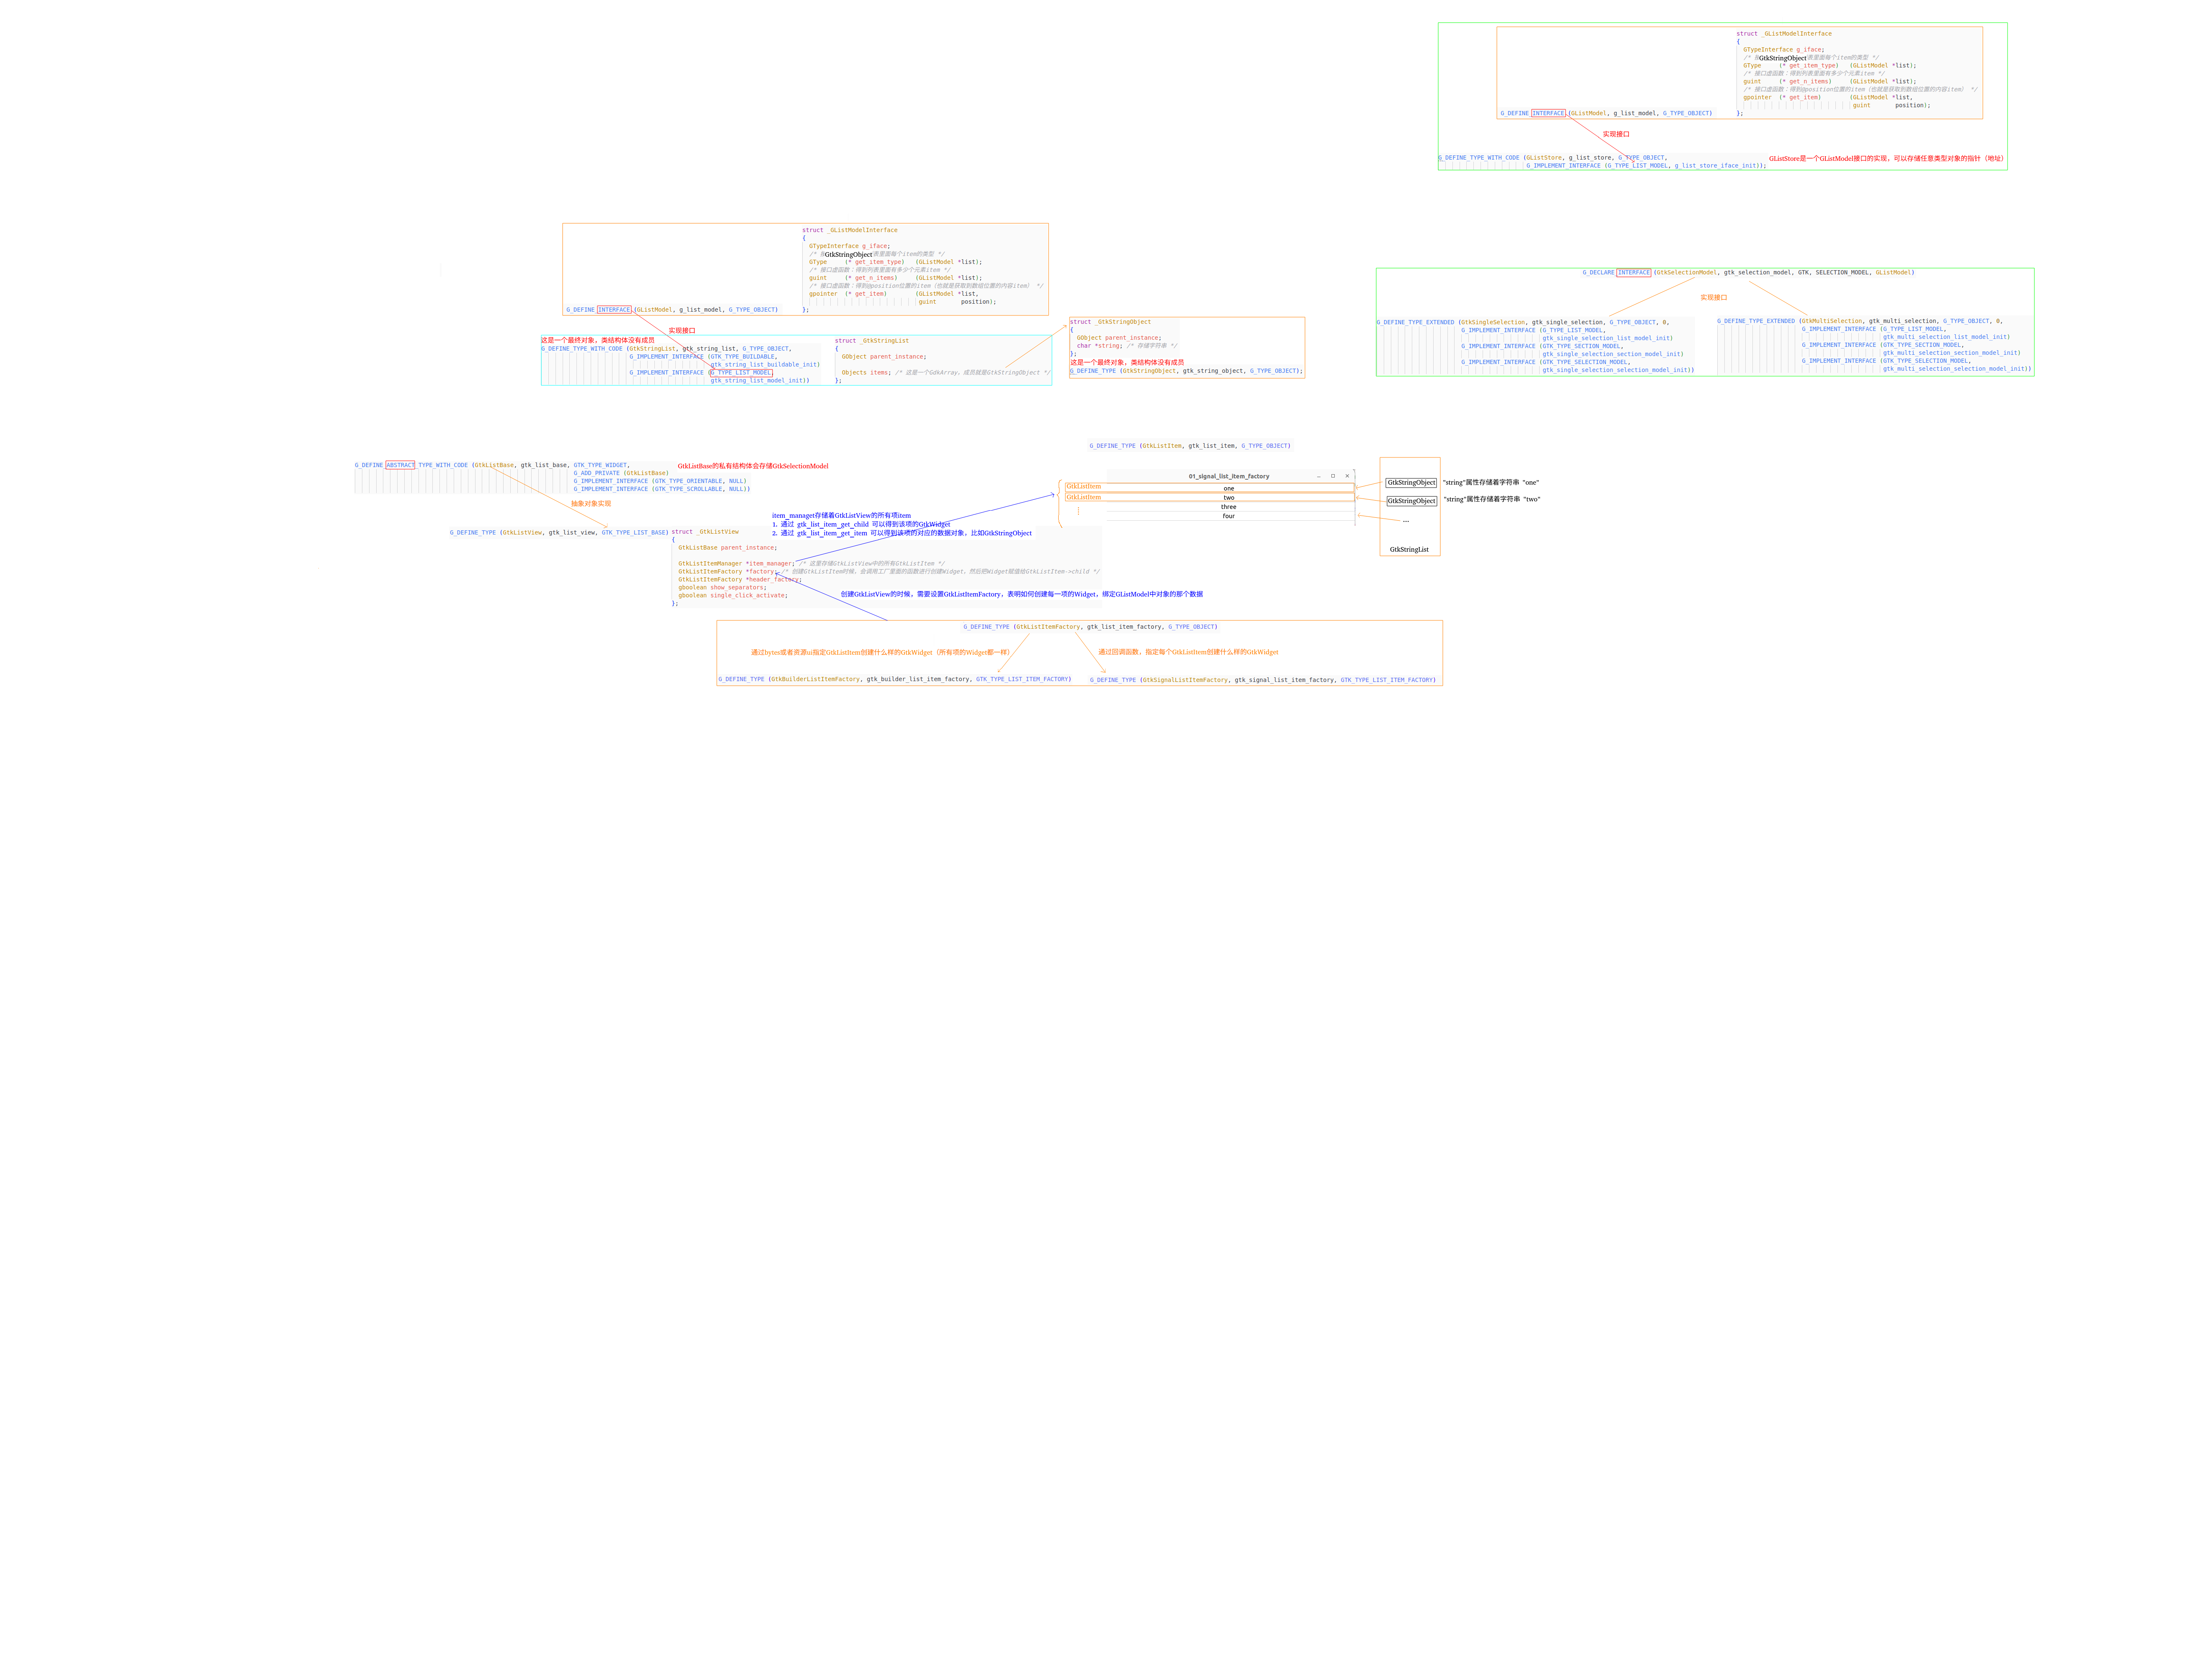 struct _GListModelInterface
{
GTypeInterface g_iface;
/* 列GtkStringObject表里面每个item的类型 */
GType (* get_item_type) (GListModel *list);
/* 接口虚函数：得到列表里面有多少个元素item */
guint (* get_n_items) (GListModel *list);
/* 接口虚函数：得到@position位置的item（也就是获取到数组位置的内容item） */
gpointer (* get_item) (GListModel *list,
guint position);
};
G_DEFINE_INTERFACE (GListModel, g_list_model, G_TYPE_OBJECT)
实现接口
G_DEFINE_TYPE_WITH_CODE (GListStore, g_list_store, G_TYPE_OBJECT,
G_IMPLEMENT_INTERFACE (G_TYPE_LIST_MODEL, g_list_store_iface_init));
GListStore是一个GListModel接口的实现，可以存储任意类型对象的指针（地址）
struct _GListModelInterface
{
GTypeInterface g_iface;
/* 列GtkStringObject表里面每个item的类型 */
GType (* get_item_type) (GListModel *list);
/* 接口虚函数：得到列表里面有多少个元素item */
guint (* get_n_items) (GListModel *list);
/* 接口虚函数：得到@position位置的item（也就是获取到数组位置的内容item） */
gpointer (* get_item) (GListModel *list,
guint position);
};
G_DEFINE_INTERFACE (GListModel, g_list_model, G_TYPE_OBJECT)
实现接口
这是一个最终对象，类结构体没有成员
G_DEFINE_TYPE_WITH_CODE (GtkStringList, gtk_string_list, G_TYPE_OBJECT,
G_IMPLEMENT_INTERFACE (GTK_TYPE_BUILDABLE,
gtk_string_list_buildable_init)
G_IMPLEMENT_INTERFACE (G_TYPE_LIST_MODEL,
gtk_string_list_model_init))
struct _GtkStringList
{
GObject parent_instance;
Objects items; /* 这是一个GdkArray，成员就是GtkStringObject */
};
struct _GtkStringObject
{
GObject parent_instance;
char *string; /* 存储字符串 */
};
这是一个最终对象，类结构体没有成员
G_DEFINE_TYPE (GtkStringObject, gtk_string_object, G_TYPE_OBJECT);
G_DECLARE_INTERFACE (GtkSelectionModel, gtk_selection_model, GTK, SELECTION_MODEL, GListModel)
实现接口
G_DEFINE_TYPE_EXTENDED (GtkSingleSelection, gtk_single_selection, G_TYPE_OBJECT, 0,
G_IMPLEMENT_INTERFACE (G_TYPE_LIST_MODEL,
gtk_single_selection_list_model_init)
G_IMPLEMENT_INTERFACE (GTK_TYPE_SECTION_MODEL,
gtk_single_selection_section_model_init)
G_IMPLEMENT_INTERFACE (GTK_TYPE_SELECTION_MODEL,
gtk_single_selection_selection_model_init))
G_DEFINE_TYPE_EXTENDED (GtkMultiSelection, gtk_multi_selection, G_TYPE_OBJECT, 0,
G_IMPLEMENT_INTERFACE (G_TYPE_LIST_MODEL,
gtk_multi_selection_list_model_init)
G_IMPLEMENT_INTERFACE (GTK_TYPE_SECTION_MODEL,
gtk_multi_selection_section_model_init)
G_IMPLEMENT_INTERFACE (GTK_TYPE_SELECTION_MODEL,
gtk_multi_selection_selection_model_init))
G_DEFINE_TYPE (GtkListItem, gtk_list_item, G_TYPE_OBJECT)
G_DEFINE_ABSTRACT_TYPE_WITH_CODE (GtkListBase, gtk_list_base, GTK_TYPE_WIDGET,
G_ADD_PRIVATE (GtkListBase)
G_IMPLEMENT_INTERFACE (GTK_TYPE_ORIENTABLE, NULL)
G_IMPLEMENT_INTERFACE (GTK_TYPE_SCROLLABLE, NULL))
GtkListBase的私有结构体会存储GtkSelectionModel
抽象对象实现
G_DEFINE_TYPE (GtkListView, gtk_list_view, GTK_TYPE_LIST_BASE)
item_managet存储着GtkListView的所有项item
1. 通过 gtk_list_item_get_child 可以得到该项的GtkWidget
2. 通过 gtk_list_item_get_item 可以得到该项的对应的数据对象，比如GtkStringObject
struct _GtkListView
{
GtkListBase parent_instance;
GtkListItemManager *item_manager; /* 这里存储GtkListView中的所有GtkListItem */
GtkListItemFactory *factory; /* 创建GtkListItem时候，会调用工厂里面的函数进行创建Widget，然后把Widget赋值给GtkListItem->child */
GtkListItemFactory *header_factory;
gboolean show_separators;
gboolean single_click_activate;
};
创建GtkListView的时候，需要设置GtkListItemFactory，表明如何创建每一项的Widget，绑定GListModel中对象的那个数据
01_signal_list_item_factory
GtkListItem
one
GtkListItem
two
three
four
GtkStringObject
"string"属性存储着字符串 "one"
GtkStringObject
"string"属性存储着字符串 "two"
....
GtkStringList
G_DEFINE_TYPE (GtkListItemFactory, gtk_list_item_factory, G_TYPE_OBJECT)
通过bytes或者资源ui指定GtkListItem创建什么样的GtkWidget（所有项的Widget都一样）
通过回调函数，指定每个GtkListItem创建什么样的GtkWidget
G_DEFINE_TYPE (GtkBuilderListItemFactory, gtk_builder_list_item_factory, GTK_TYPE_LIST_ITEM_FACTORY)
G_DEFINE_TYPE (GtkSignalListItemFactory, gtk_signal_list_item_factory, GTK_TYPE_LIST_ITEM_FACTORY)